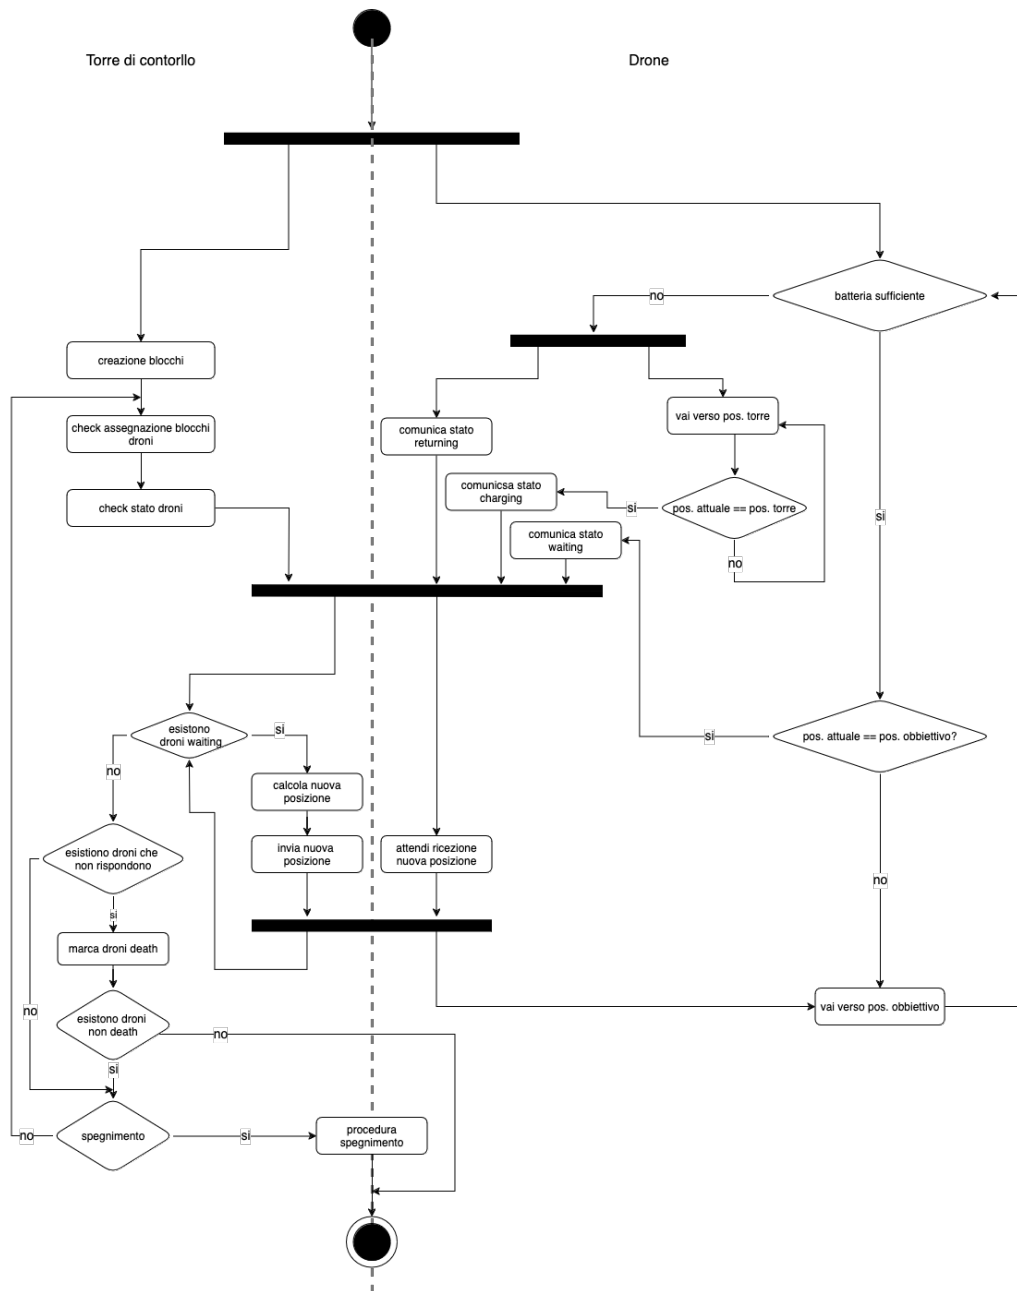 Torre di contorllo
Drone
batteria sufficiente
no
creazione blocchi
vai verso pos. torre
check assegnazione blocchi
droni
comunica stato
returning
comunicsa stato
charging
check stato droni
si
pos. attuale == pos. torre
si
comunica stato
waiting
no
esistono
droni waiting
si
si
pos. attuale == pos. obbiettivo?
no
calcola nuova
posizione
esistiono droni che
non rispondono
invia nuova
posizione
attendi ricezione
nuova posizione
no
si
marca droni death
no
esistono droni
non death
no
vai verso pos. obbiettivo
si
no
spegnimento
si
procedura
spegnimento